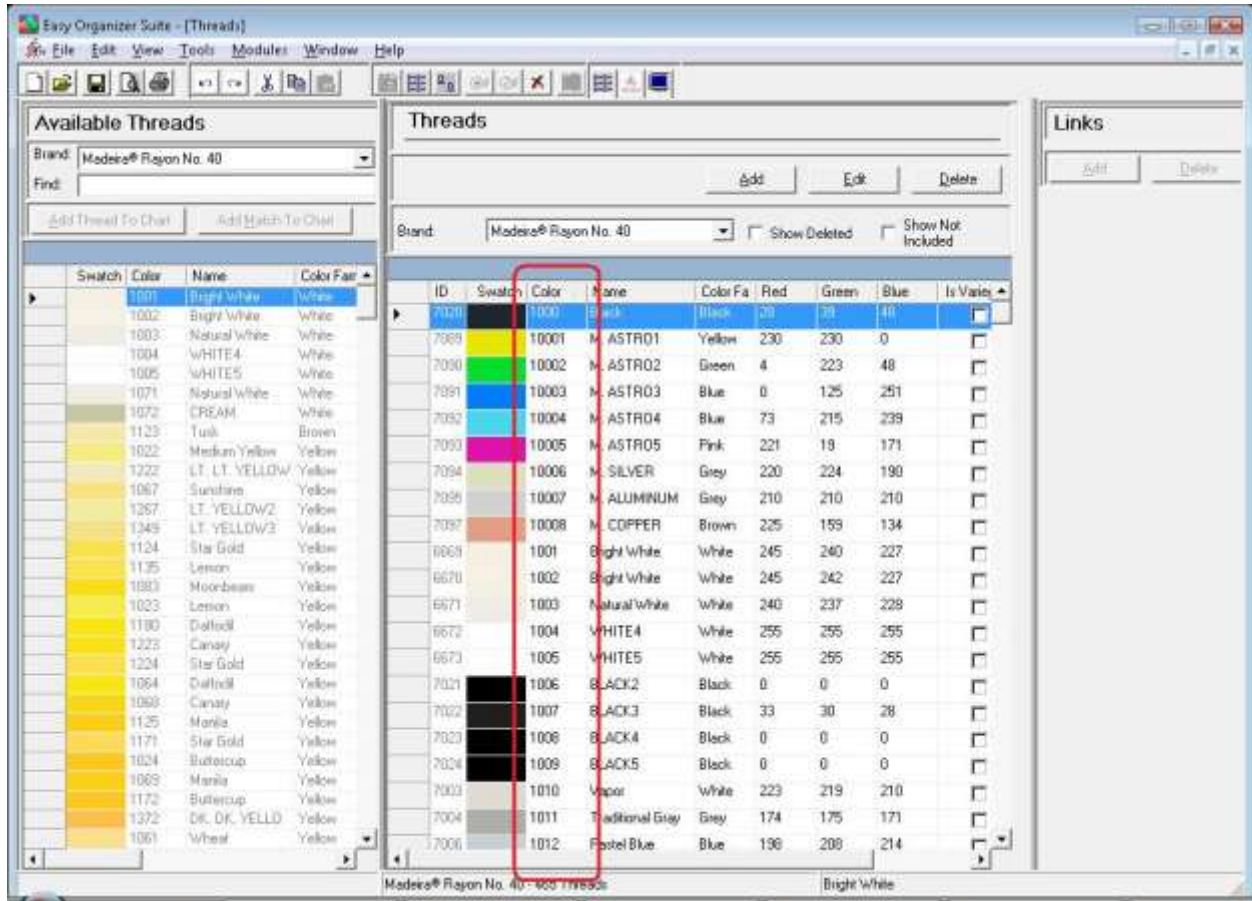 Easy Organizer Suite - [Threads]
File Edit View Tools Modules Window Help
Available Threads
Brand: Madeira® Rayon No. 40
Find:
Add Thread To Chart Add Match To Chart
Swatch Color Name Color Fam
1001 Bright White White
1002 Bright White White
1003 Natural White White
1004 WHITE4 White
1005 WHITE5 White
1071 Natural White White
1072 CREAM White
1123 Tusk Brown
1022 Medium Yellow Yellow
1222 LT. LT. YELLOW Yellow
1067 Sunshine Yellow
1267 LT. YELLOW2 Yellow
1349 LT. YELLOW3 Yellow
1124 Star Gold Yellow
1135 Lemon Yellow
1083 Moonbeam Yellow
1023 Lemon Yellow
1180 Daffodil Yellow
1223 Canary Yellow
1224 Star Gold Yellow
1064 Daffodil Yellow
1068 Canary Yellow
1125 Manila Yellow
1171 Star Gold Yellow
1024 Buttercup Yellow
1069 Manila Yellow
1172 Buttercup Yellow
1372 DK. DK. YELLO Yellow
1061 Wheat Yellow
Threads
Add Edit Delete
Brand: Madeira® Rayon No. 40 Show Deleted Show Not Included
ID Swatch Color Name Color Fa Red Green Blue Is Varieg
7020 1000 Black Black 28 39 48
7089 10001 M. ASTRO1 Yellow 230 230 0
7090 10002 M. ASTRO2 Green 4 223 48
7091 10003 M. ASTRO3 Blue 0 125 251
7092 10004 M. ASTRO4 Blue 73 215 239
7093 10005 M. ASTRO5 Pink 221 19 171
7094 10006 M. SILVER Grey 220 224 190
7095 10007 M. ALUMINUM Grey 210 210 210
7097 10008 M. COPPER Brown 225 159 134
6669 1001 Bright White White 245 240 227
6670 1002 Bright White White 245 242 227
6671 1003 Natural White White 240 237 228
6672 1004 WHITE4 White 255 255 255
6673 1005 WHITE5 White 255 255 255
7021 1006 BLACK2 Black 0 0 0
7022 1007 BLACK3 Black 33 30 28
7023 1008 BLACK4 Black 0 0 0
7024 1009 BLACK5 Black 0 0 0
7003 1010 Vapor White 223 219 210
7004 1011 Traditional Gray Grey 174 175 171
7006 1012 Pastel Blue Blue 198 208 214
Links
Add Delete
Madeira® Rayon No. 40 - 465 Threads Bright White